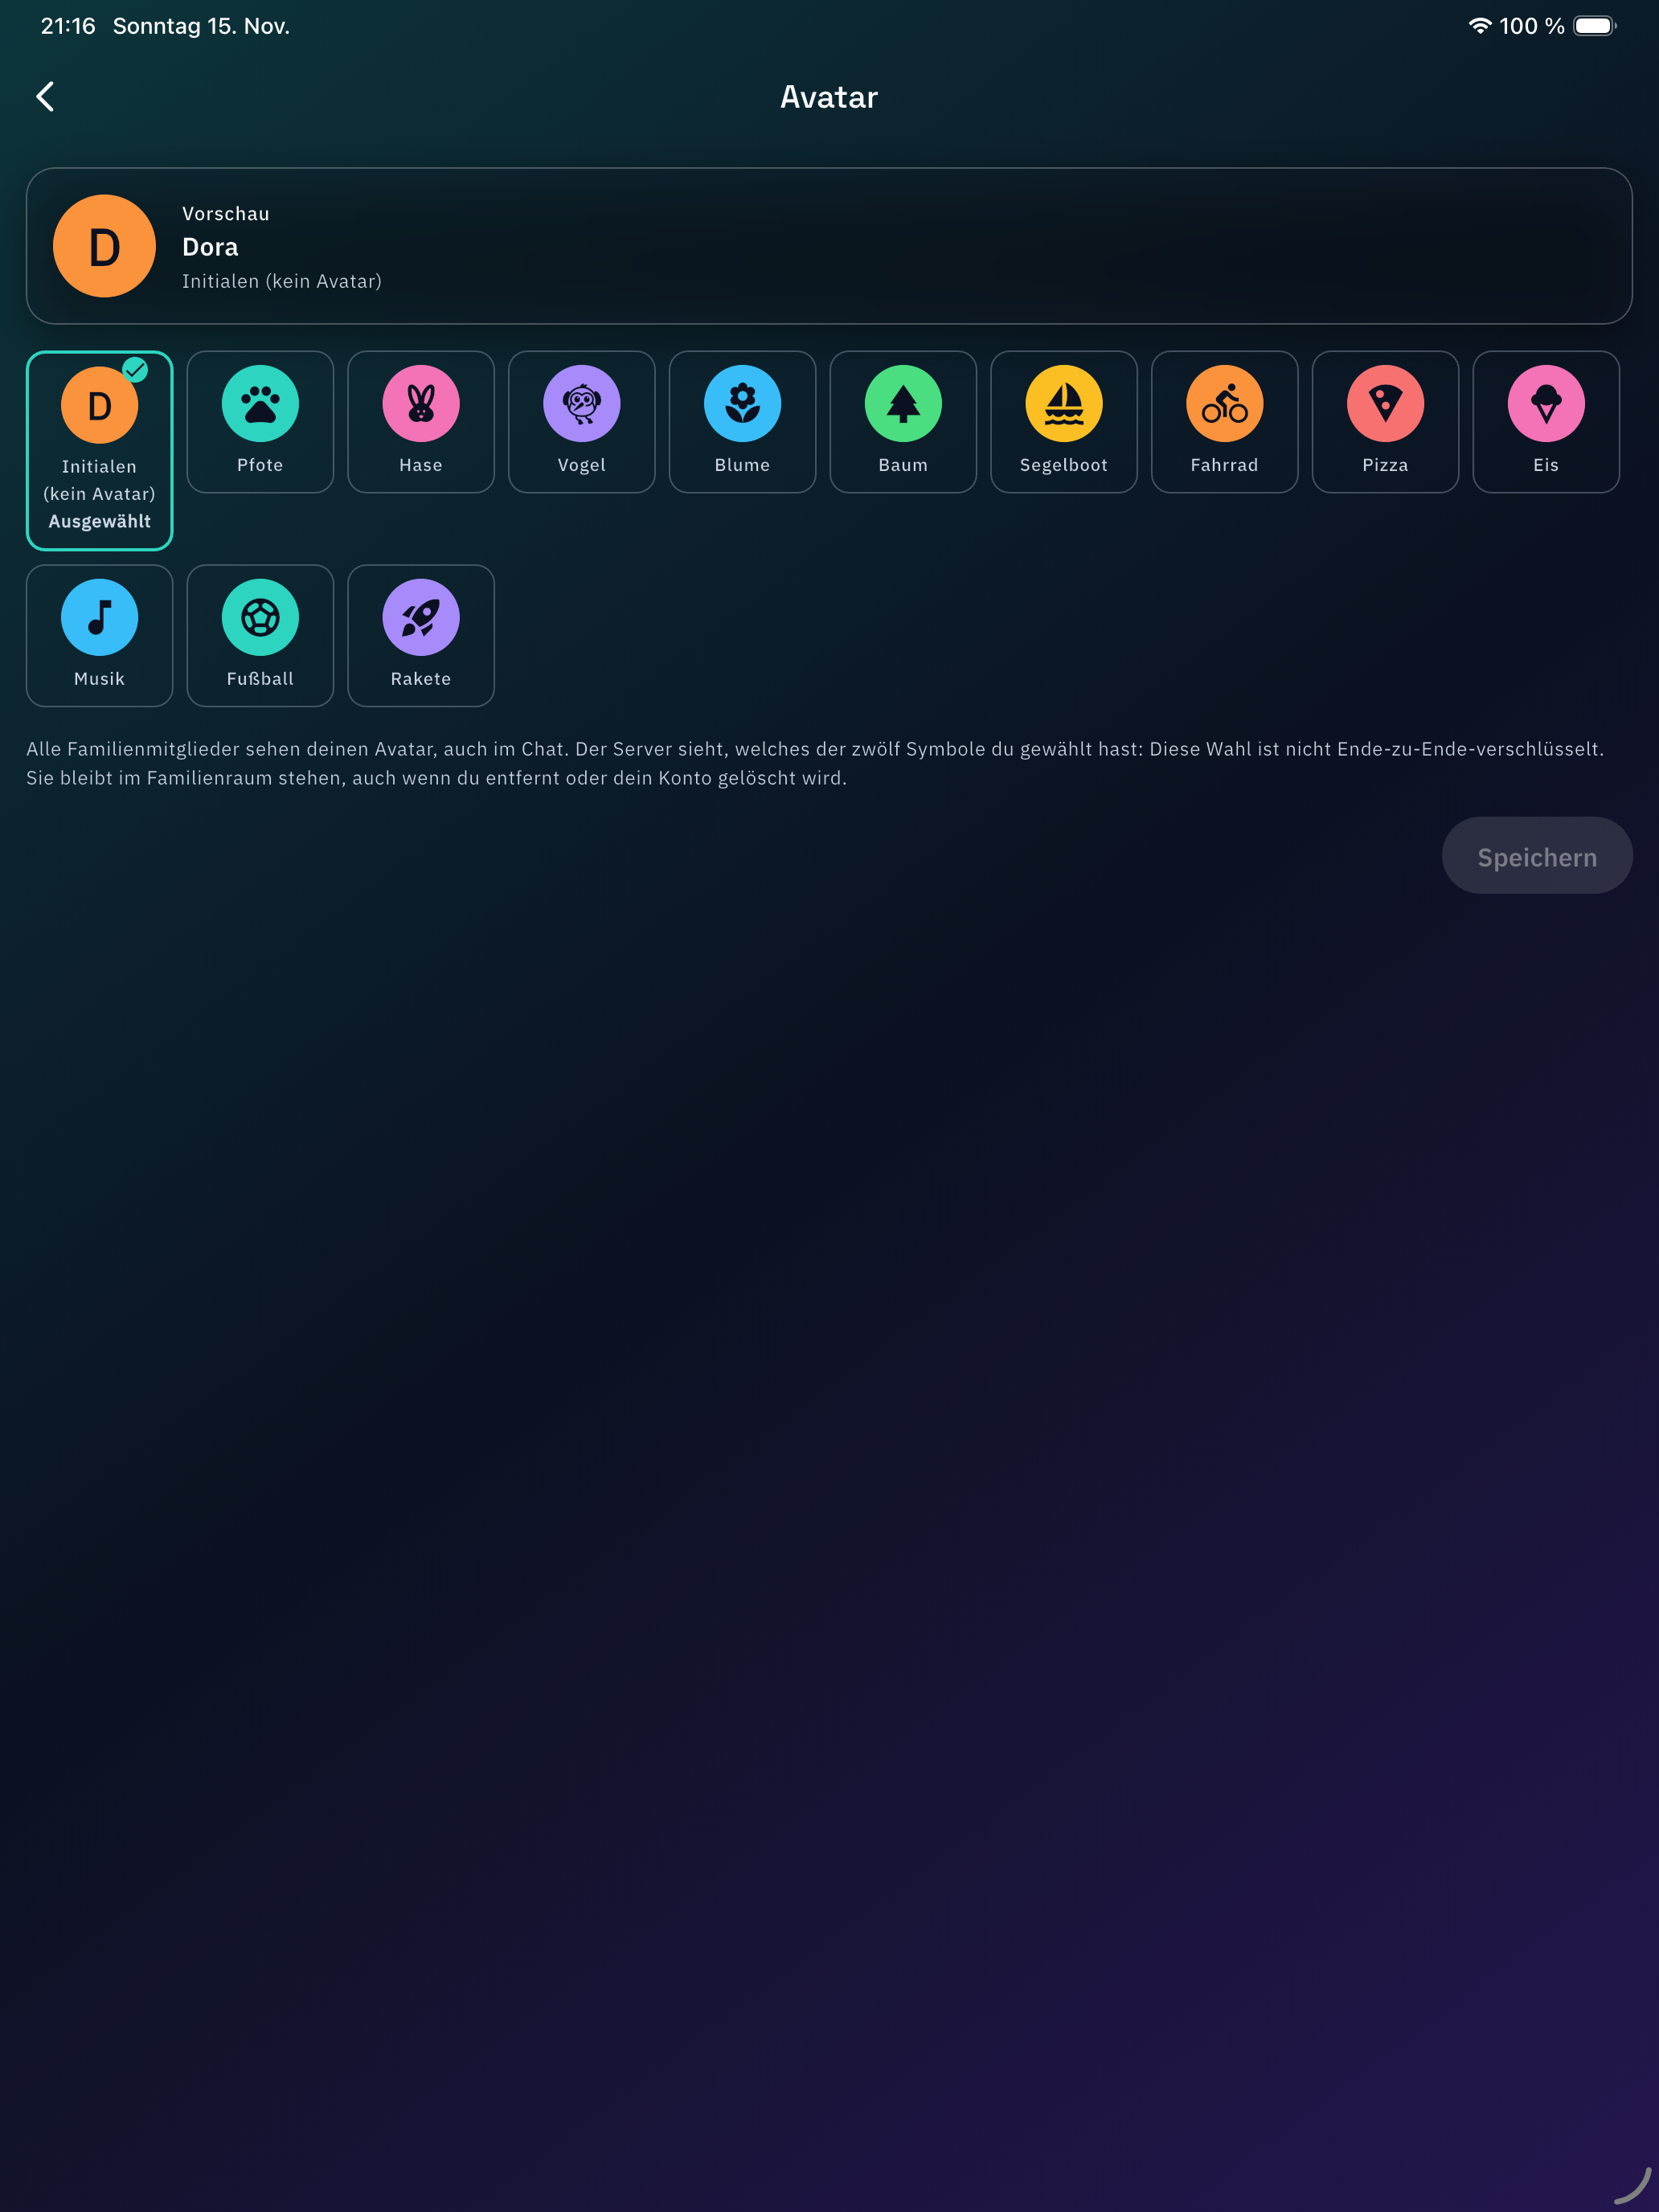 21:16 Sonntag 15. Nov.
100 %
Avatar
D
Vorschau
Dora
Initialen (kein Avatar)
D
Initialen
(kein Avatar)
Ausgewählt
Pfote
Hase
Vogel
Blume
Baum
Segelboot
Fahrrad
Pizza
Eis
Musik
Fußball
Rakete
Alle Familienmitglieder sehen deinen Avatar, auch im Chat. Der Server sieht, welches der zwölf Symbole du gewählt hast: Diese Wahl ist nicht Ende-zu-Ende-verschlüsselt.
Sie bleibt im Familienraum stehen, auch wenn du entfernt oder dein Konto gelöscht wird.
Speichern